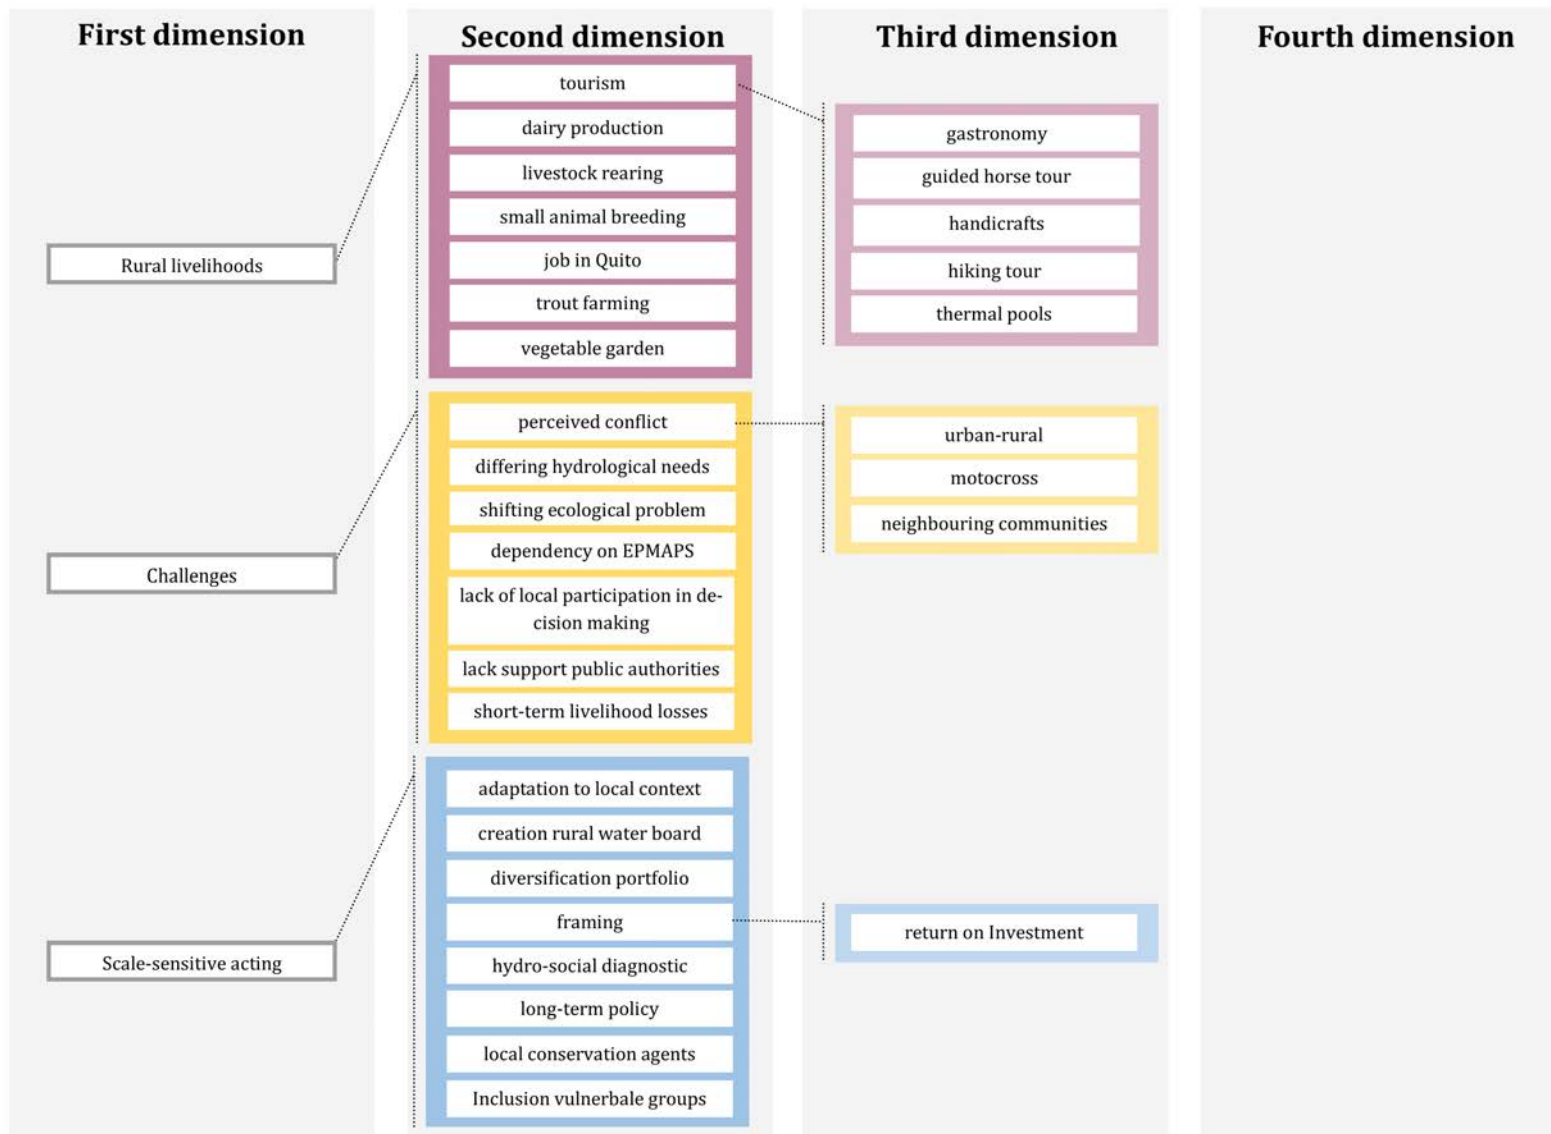 First dimension
Second dimension
Third dimension
Fourth dimension
Rural livelihoods
tourism
dairy production
livestock rearing
small animal breeding
job in Quito
trout farming
vegetable garden
gastronomy
guided horse tour
handicrafts
hiking tour
thermal pools
Challenges
perceived conflict
differing hydrological needs
shifting ecological problem
dependency on EPMAPS
lack of local participation in de-
cision making
lack support public authorities
short-term livelihood losses
urban-rural
motocross
neighbouring communities
Scale-sensitive acting
adaptation to local context
creation rural water board
diversification portfolio
framing
hydro-social diagnostic
long-term policy
local conservation agents
Inclusion vulnerbale groups
return on Investment